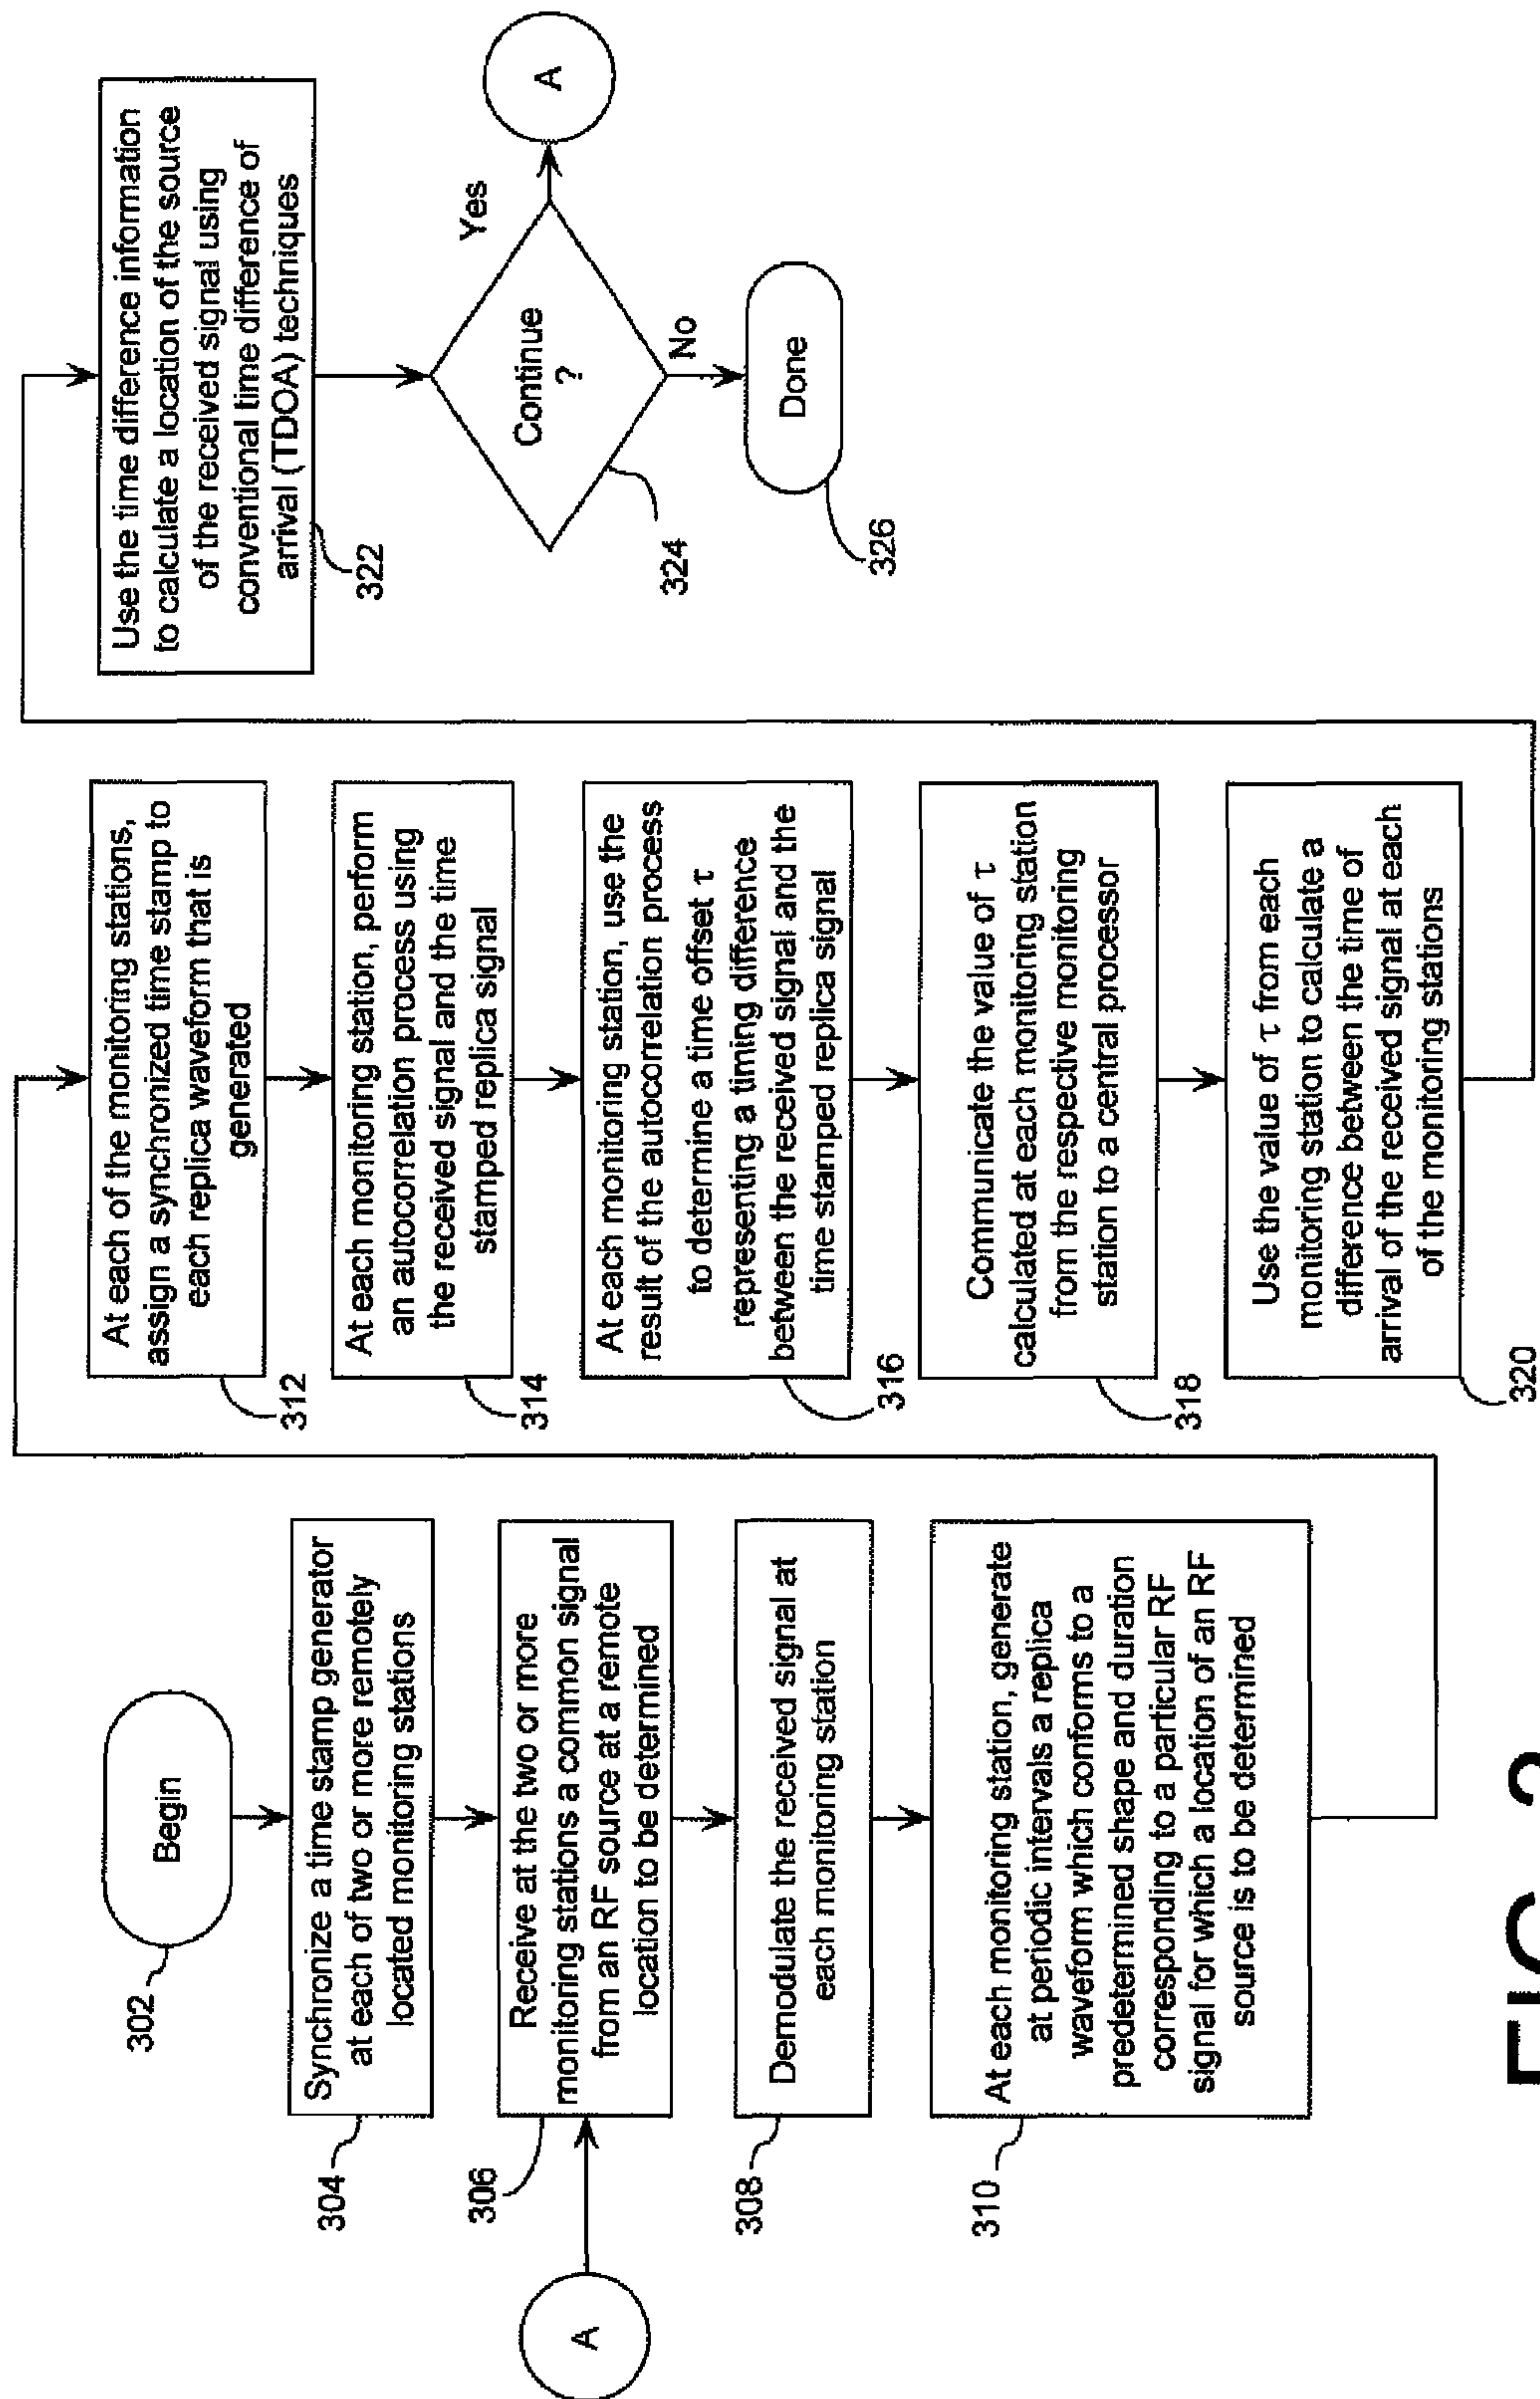 Begin
302
Synchronize a time stamp generator
at each of two or more remotely
located monitoring stations
304
Receive at the two or more
monitoring stations a common signal
from an RF source at a remote
location to be determined
306
A
Demodulate the received signal at
each monitoring station
308
At each monitoring station, generate
at periodic intervals a replica
waveform which conforms to a
predetermined shape and duration
corresponding to a particular RF
signal for which a location of an RF
source is to be determined
310
At each of the monitoring stations,
assign a synchronized time stamp to
each replica waveform that is
generated
312
At each monitoring station, perform
an autocorrelation process using
the received signal and the time
stamped replica signal
314
At each monitoring station, use the
result of the autocorrelation process
to determine a time offset τ
representing a timing difference
between the received signal and the
time stamped replica signal
316
Communicate the value of τ
calculated at each monitoring station
from the respective monitoring
station to a central processor
318
Use the value of τ from each
monitoring station to calculate a
difference between the time of
arrival of the received signal at each
of the monitoring stations
320
Use the time difference information
to calculate a location of the source
of the received signal using
conventional time difference of
arrival (TDOA) techniques
322
Continue
?
324
Yes
A
No
Done
326